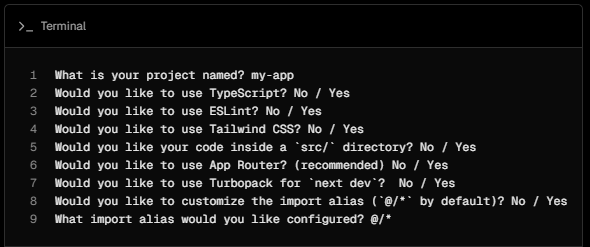 >_ Terminal
1 What is your project named? my-app
2 Would you like to use TypeScript? No / Yes
3 Would you like to use ESLint? No / Yes
4 Would you like to use Tailwind CSS? No / Yes
5 Would you like your code inside a `src/` directory? No / Yes
6 Would you like to use App Router? (recommended) No / Yes
7 Would you like to use Turbopack for `next dev`?  No / Yes
8 Would you like to customize the import alias (`@/*` by default)? No / Yes
9 What import alias would you like configured? @/*